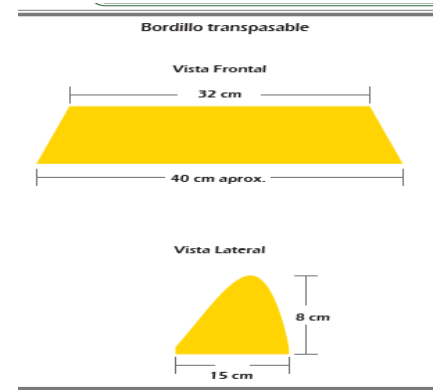 Bordillo transpasable
Vista Frontal
32 cm
40 cm aprox.
Vista Lateral
8 cm
15 cm